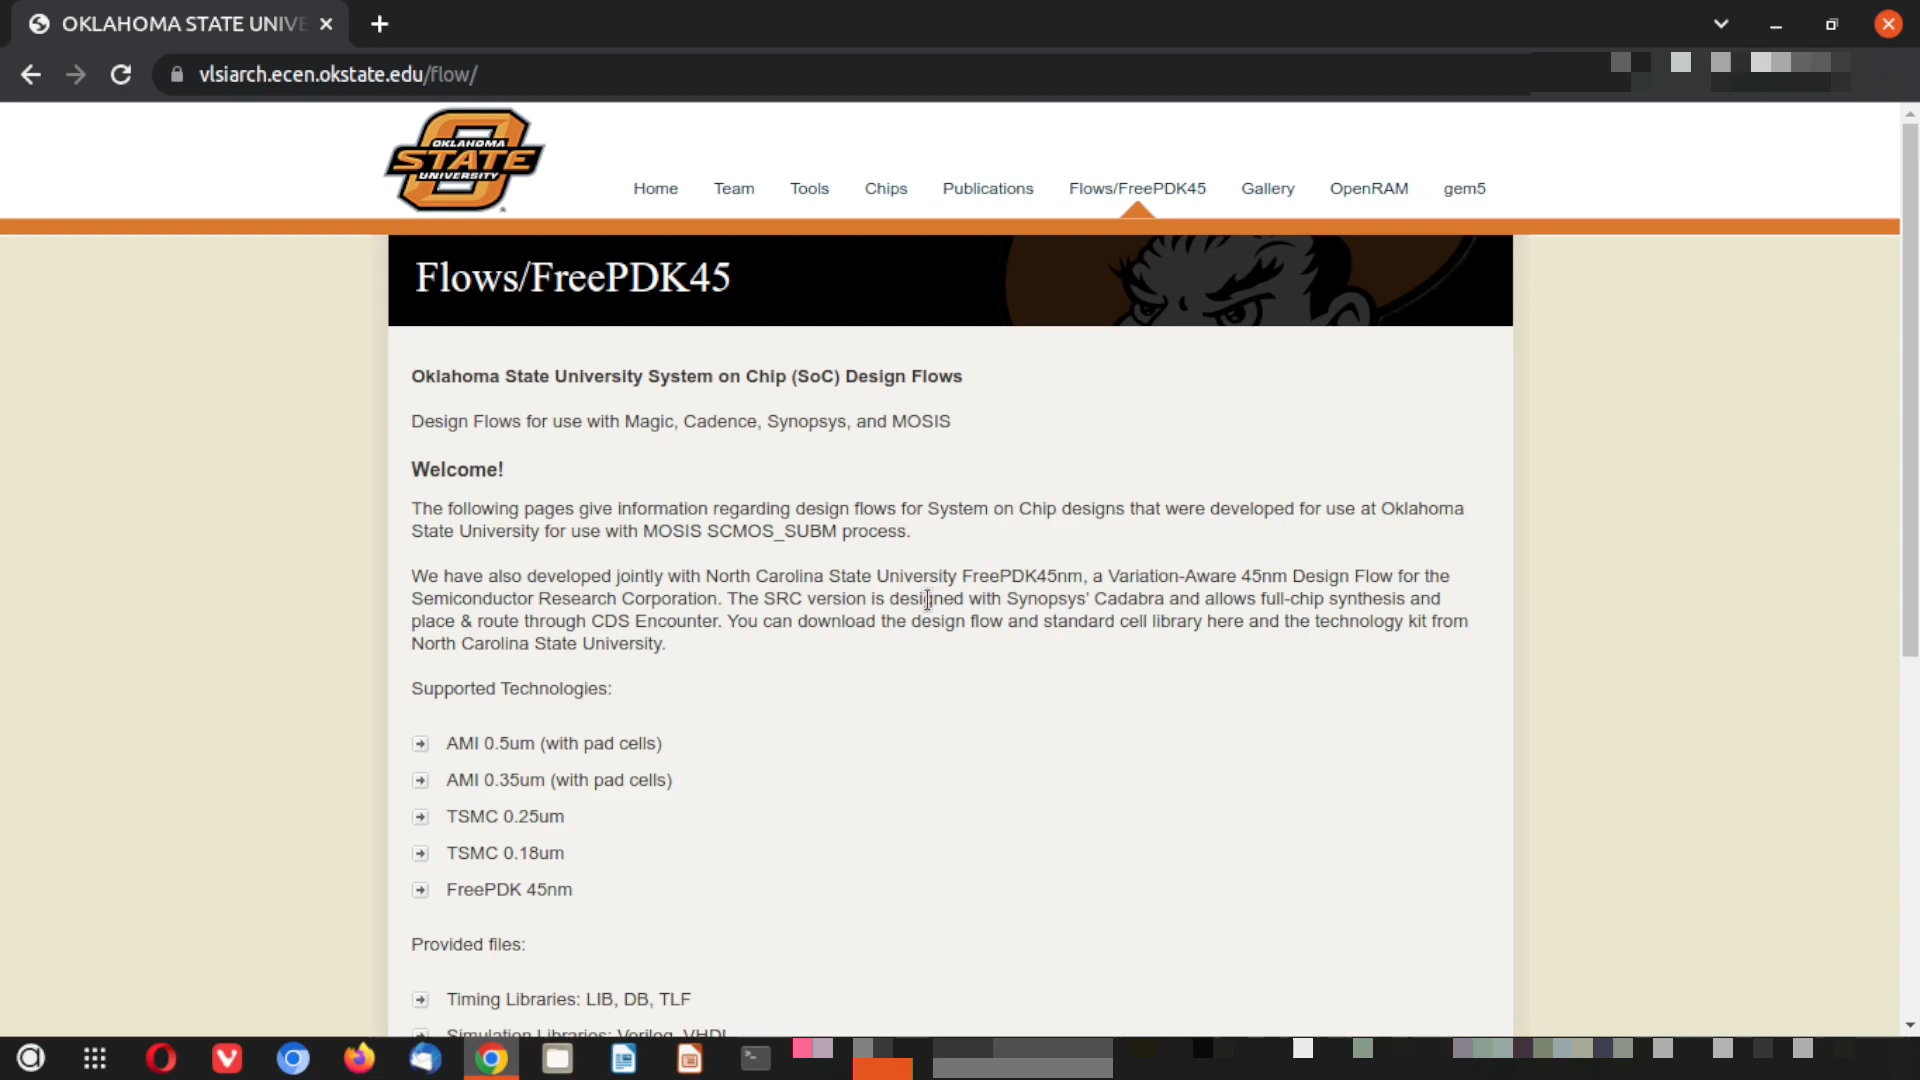 OKLAHOMA STATE UNIVE
vlsiarch.ecen.okstate.edu/flow/
OKLAHOMA
STATE
UNIVERSITY
Home Team Tools Chips Publications Flows/FreePDK45 Gallery OpenRAM gem5
Flows/FreePDK45
Oklahoma State University System on Chip (SoC) Design Flows
Design Flows for use with Magic, Cadence, Synopsys, and MOSIS
Welcome!
The following pages give information regarding design flows for System on Chip designs that were developed for use at Oklahoma
State University for use with MOSIS SCMOS_SUBM process.
We have also developed jointly with North Carolina State University FreePDK45nm, a Variation-Aware 45nm Design Flow for the
Semiconductor Research Corporation. The SRC version is designed with Synopsys' Cadabra and allows full-chip synthesis and
place & route through CDS Encounter. You can download the design flow and standard cell library here and the technology kit from
North Carolina State University.
Supported Technologies:
AMI 0.5um (with pad cells)
AMI 0.35um (with pad cells)
TSMC 0.25um
TSMC 0.18um
FreePDK 45nm
Provided files:
Timing Libraries: LIB, DB, TLF
Simulation Libraries: Verilog, VHDL